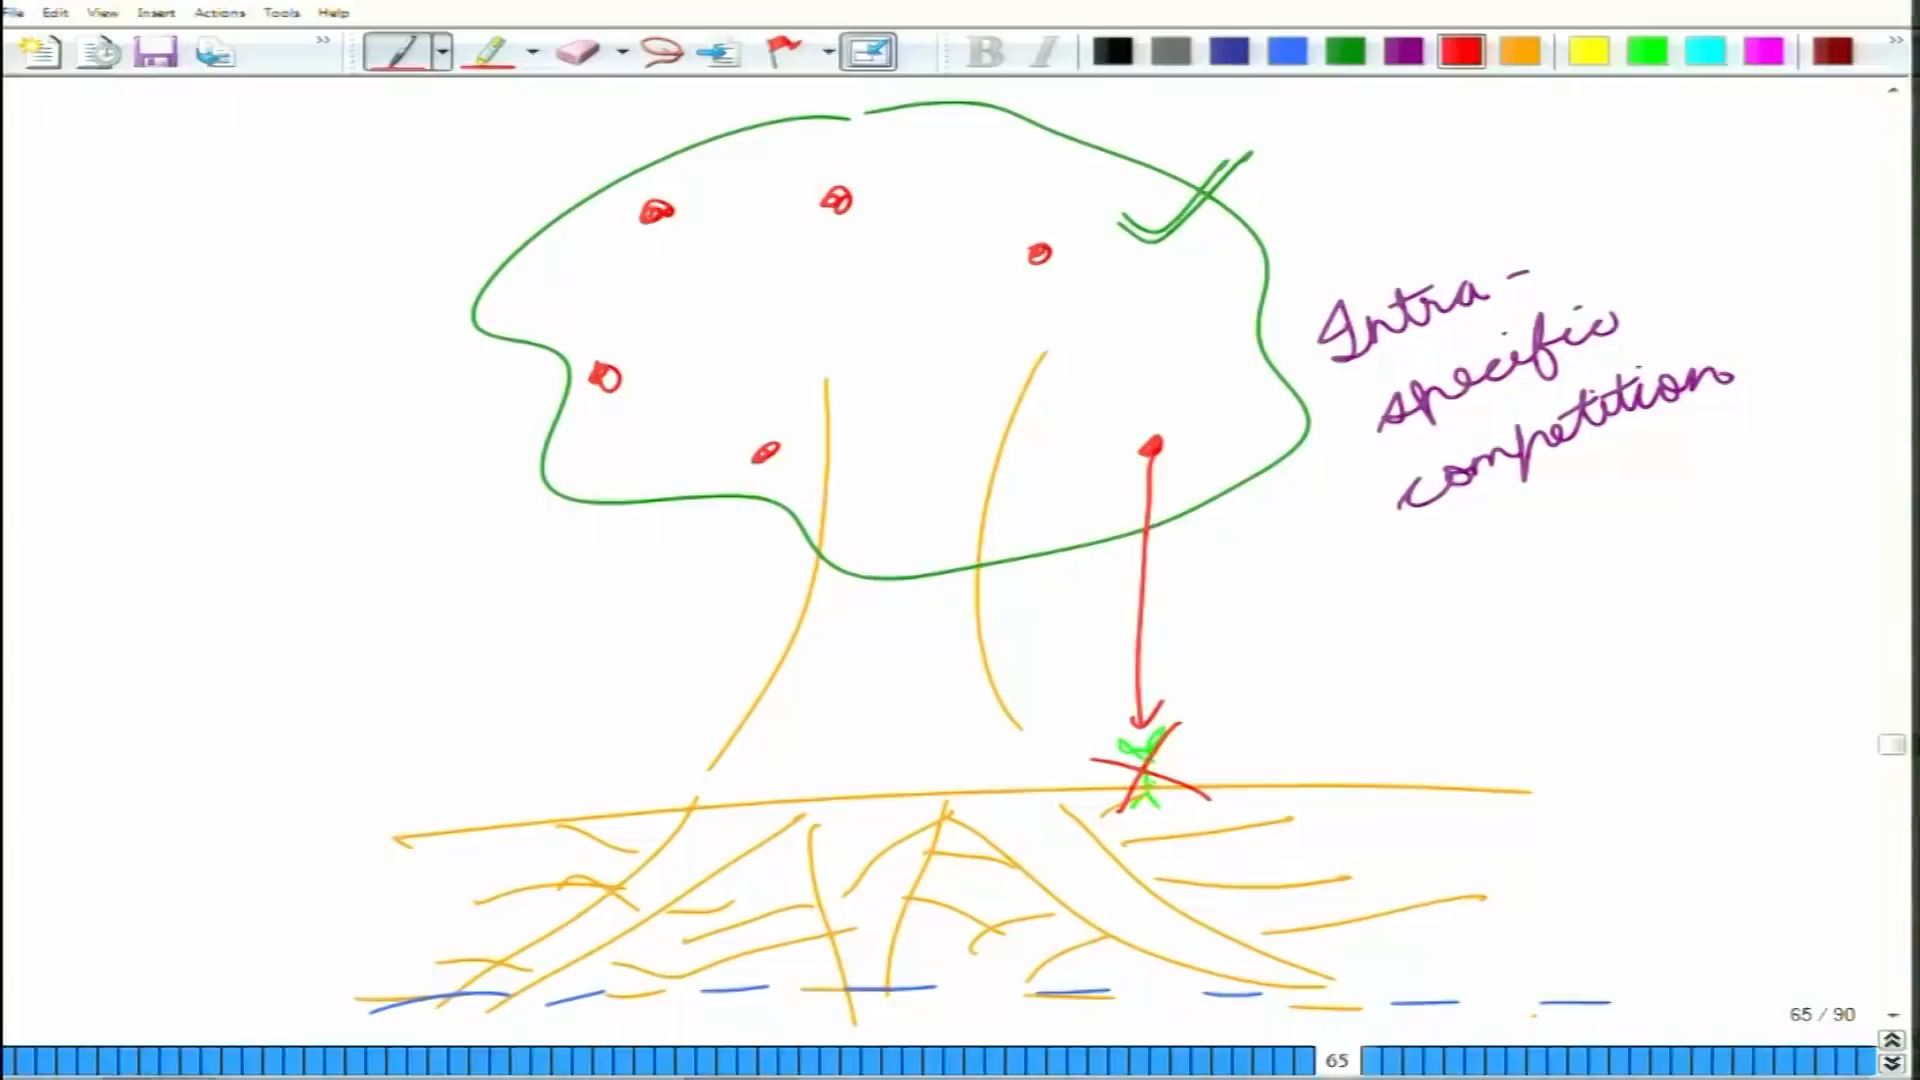 File Edit View Insert Actions Tools Help
B I
Intra-
specific
competition
65 / 90
65